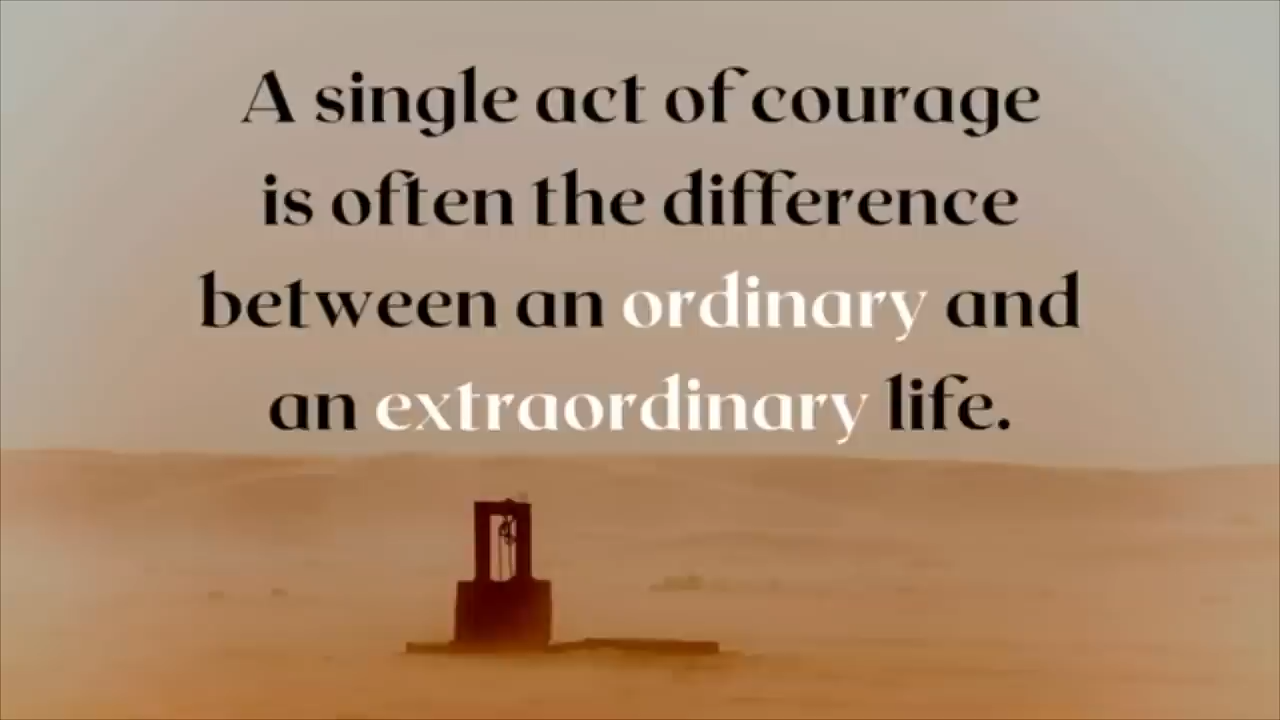 A single act of courage
is often the difference
between an ordinary and
an extraordinary life.